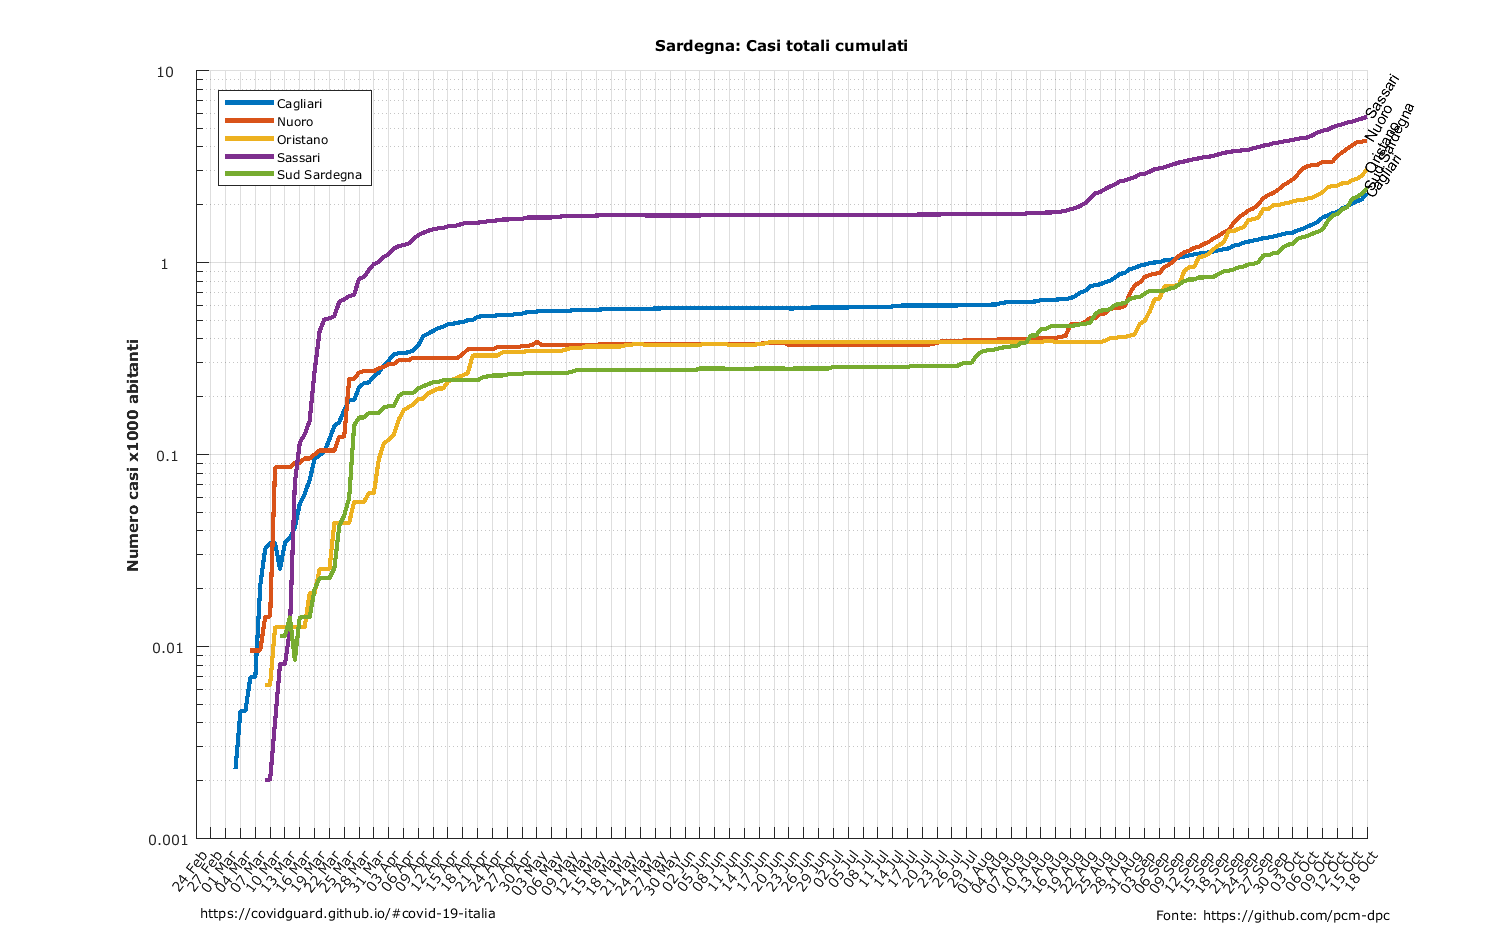 Sardegna: Casi totali cumulati
10
1
0.1
0.01
0.001
Numero casi x1000 abitanti
Cagliari
Nuoro
Oristano
Sassari
Sud Sardegna
Sassari
Nuoro
Oristano
Sud Sardegna
Cagliari
24 Feb
27 Feb
01 Mar
04 Mar
07 Mar
10 Mar
13 Mar
16 Mar
19 Mar
22 Mar
25 Mar
28 Mar
31 Mar
03 Apr
06 Apr
09 Apr
12 Apr
15 Apr
18 Apr
21 Apr
24 Apr
27 Apr
30 Apr
03 May
06 May
09 May
12 May
15 May
18 May
21 May
24 May
27 May
30 May
02 Jun
05 Jun
08 Jun
11 Jun
14 Jun
17 Jun
20 Jun
23 Jun
26 Jun
29 Jun
02 Jul
05 Jul
08 Jul
11 Jul
14 Jul
17 Jul
20 Jul
23 Jul
26 Jul
29 Jul
01 Aug
04 Aug
07 Aug
10 Aug
13 Aug
16 Aug
19 Aug
22 Aug
25 Aug
28 Aug
31 Aug
03 Sep
06 Sep
09 Sep
12 Sep
15 Sep
18 Sep
21 Sep
24 Sep
27 Sep
30 Sep
03 Oct
06 Oct
09 Oct
12 Oct
15 Oct
18 Oct
https://covidguard.github.io/#covid-19-italia
Fonte: https://github.com/pcm-dpc